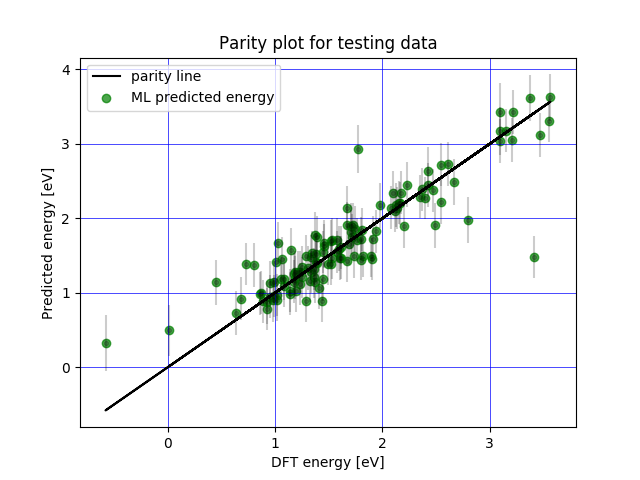 Parity plot for testing data
parity line
ML predicted energy
4
3
2
1
0
Predicted energy [eV]
0 1 2 3
DFT energy [eV]